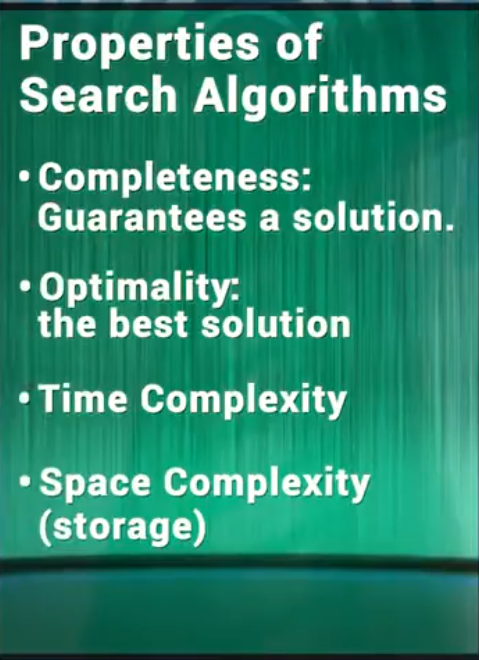 Properties of
Search Algorithms
• Completeness:
Guarantees a solution.
• Optimality:
the best solution
• Time Complexity
• Space Complexity
(storage)